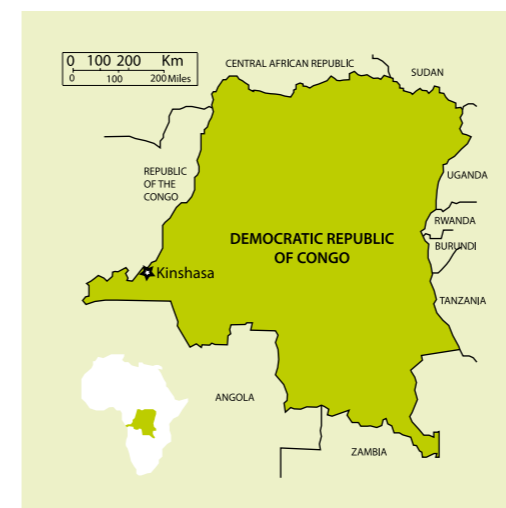 0 100 200 Km
0 100 200 Miles
CENTRAL AFRICAN REPUBLIC
SUDAN
REPUBLIC
OF THE
CONGO
UGANDA
RWANDA
DEMOCRATIC REPUBLIC
OF CONGO
BURUNDI
Kinshasa
TANZANIA
ANGOLA
ZAMBIA